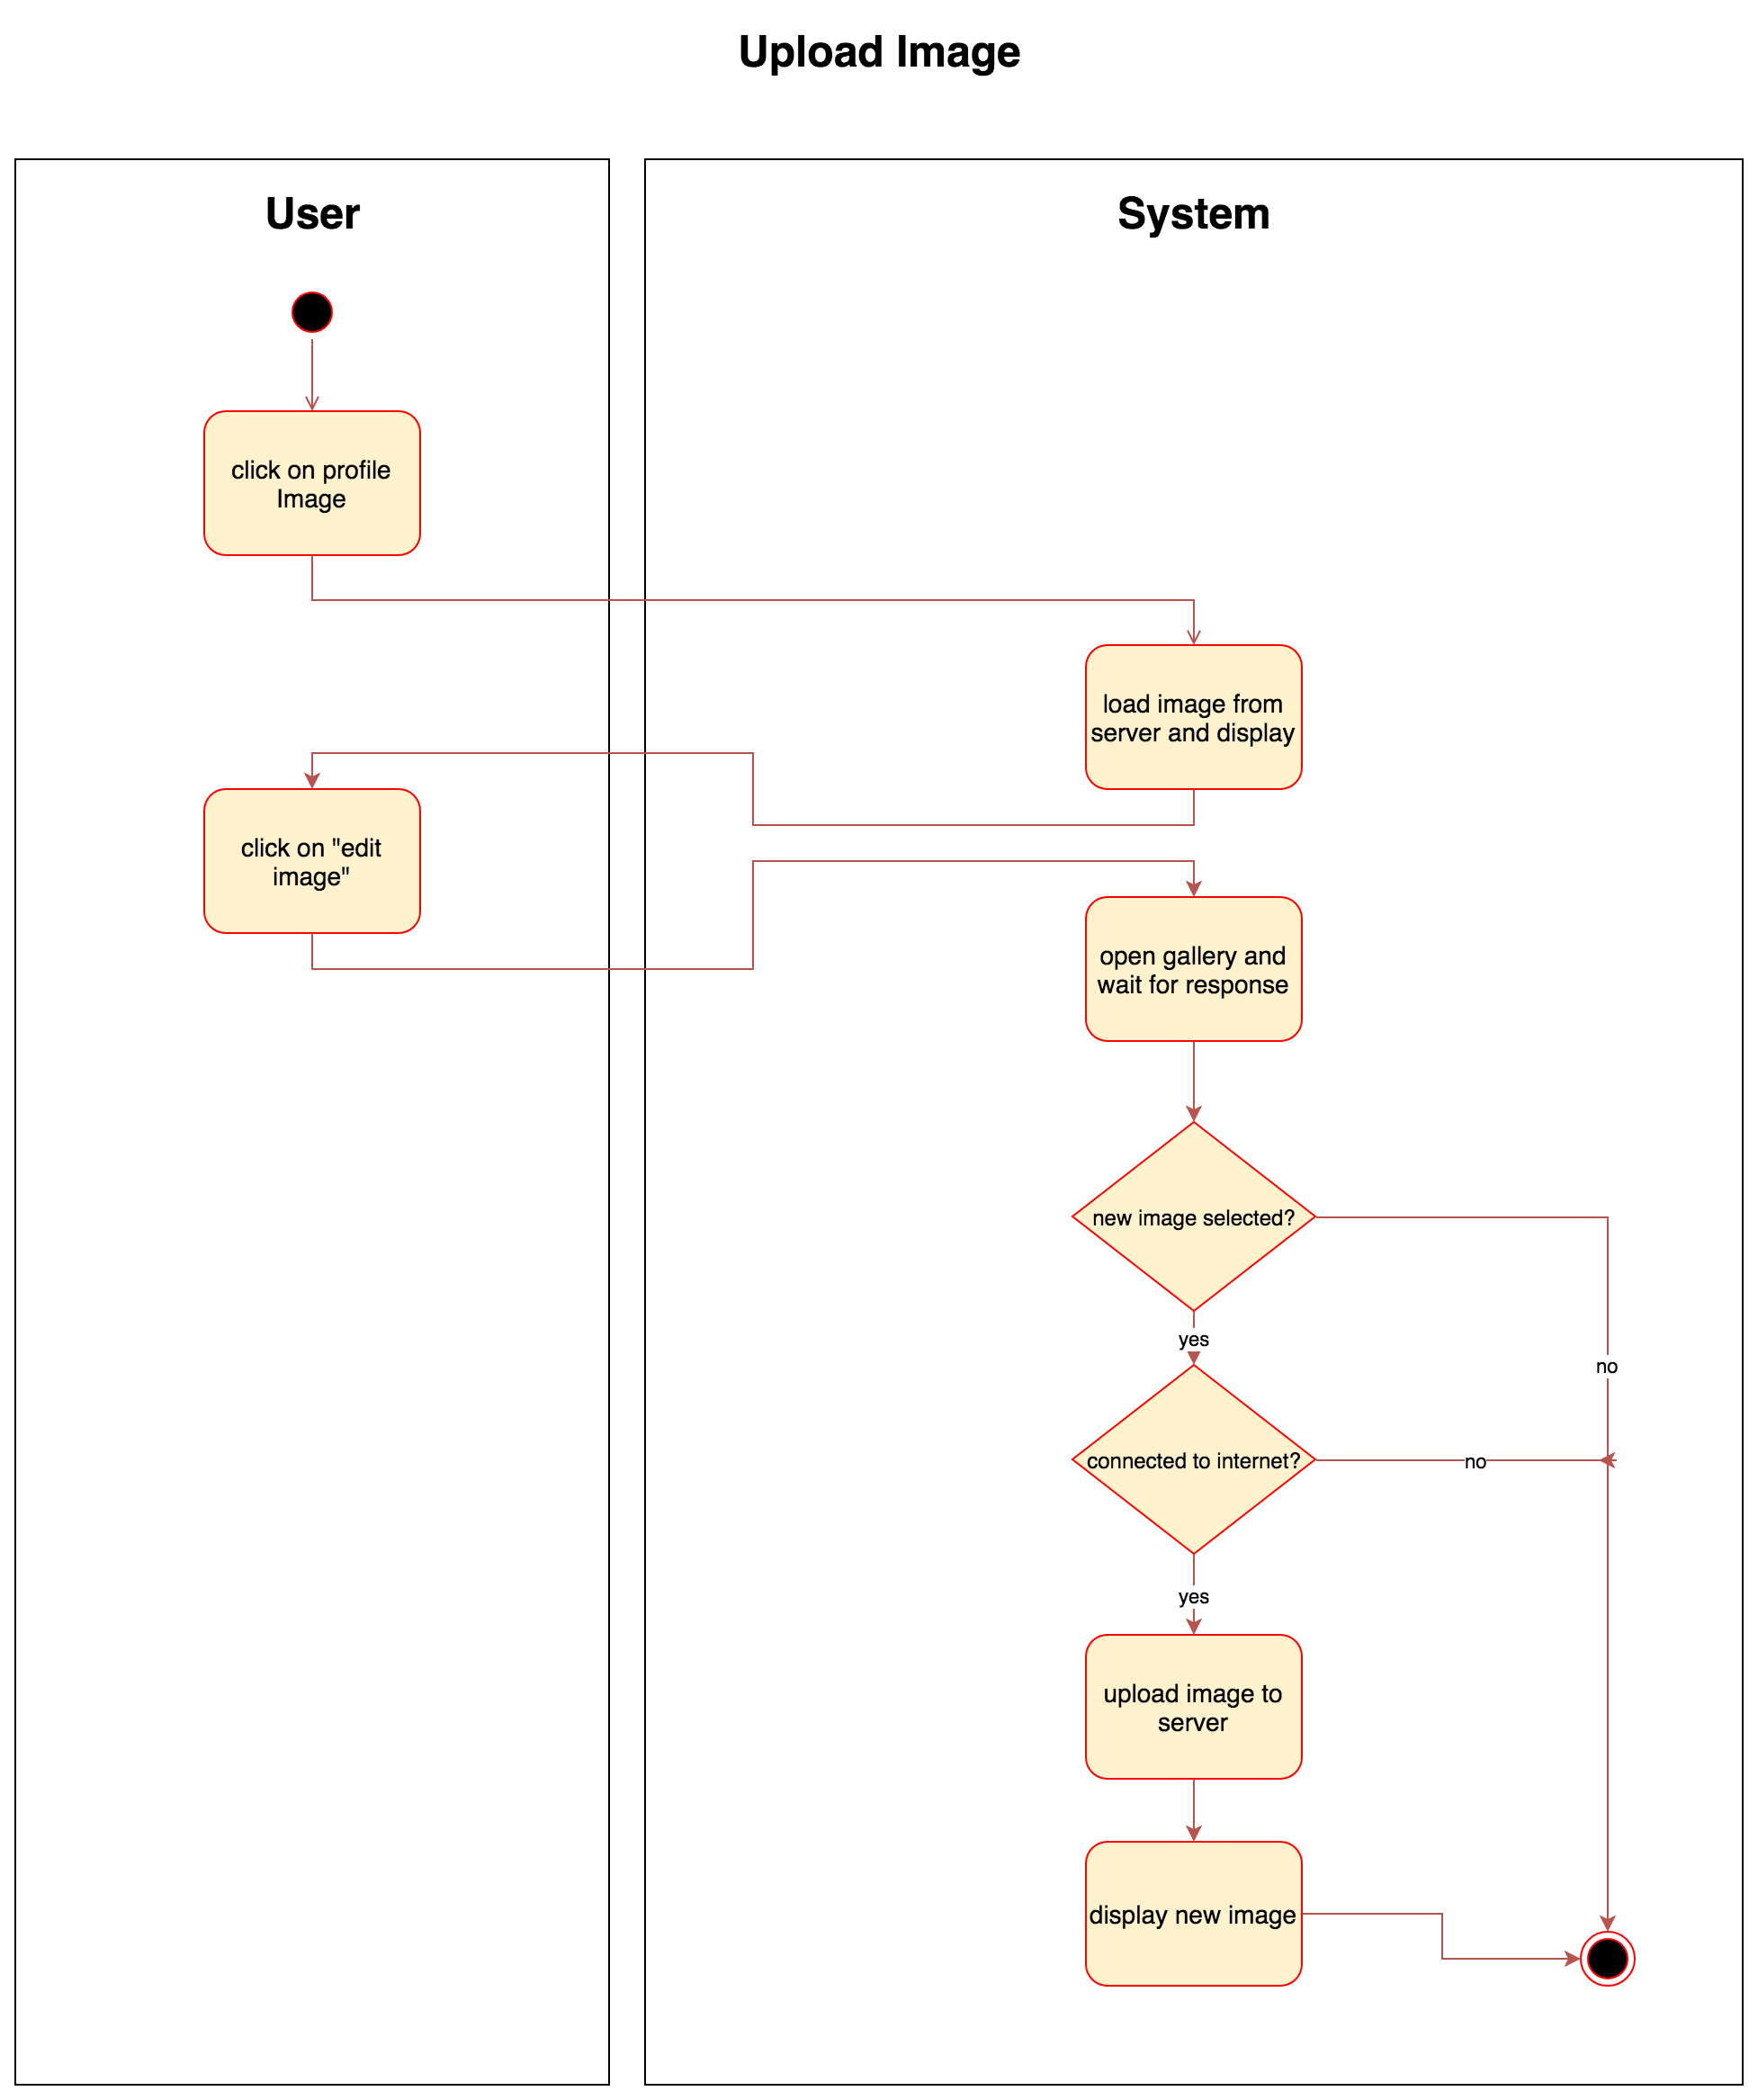 Upload Image
User
System
click on profile
Image
load image from
server and display
click on "edit
image"
open gallery and
wait for response
new image selected?
yes
no
connected to internet?
no
yes
upload image to
server
display new image